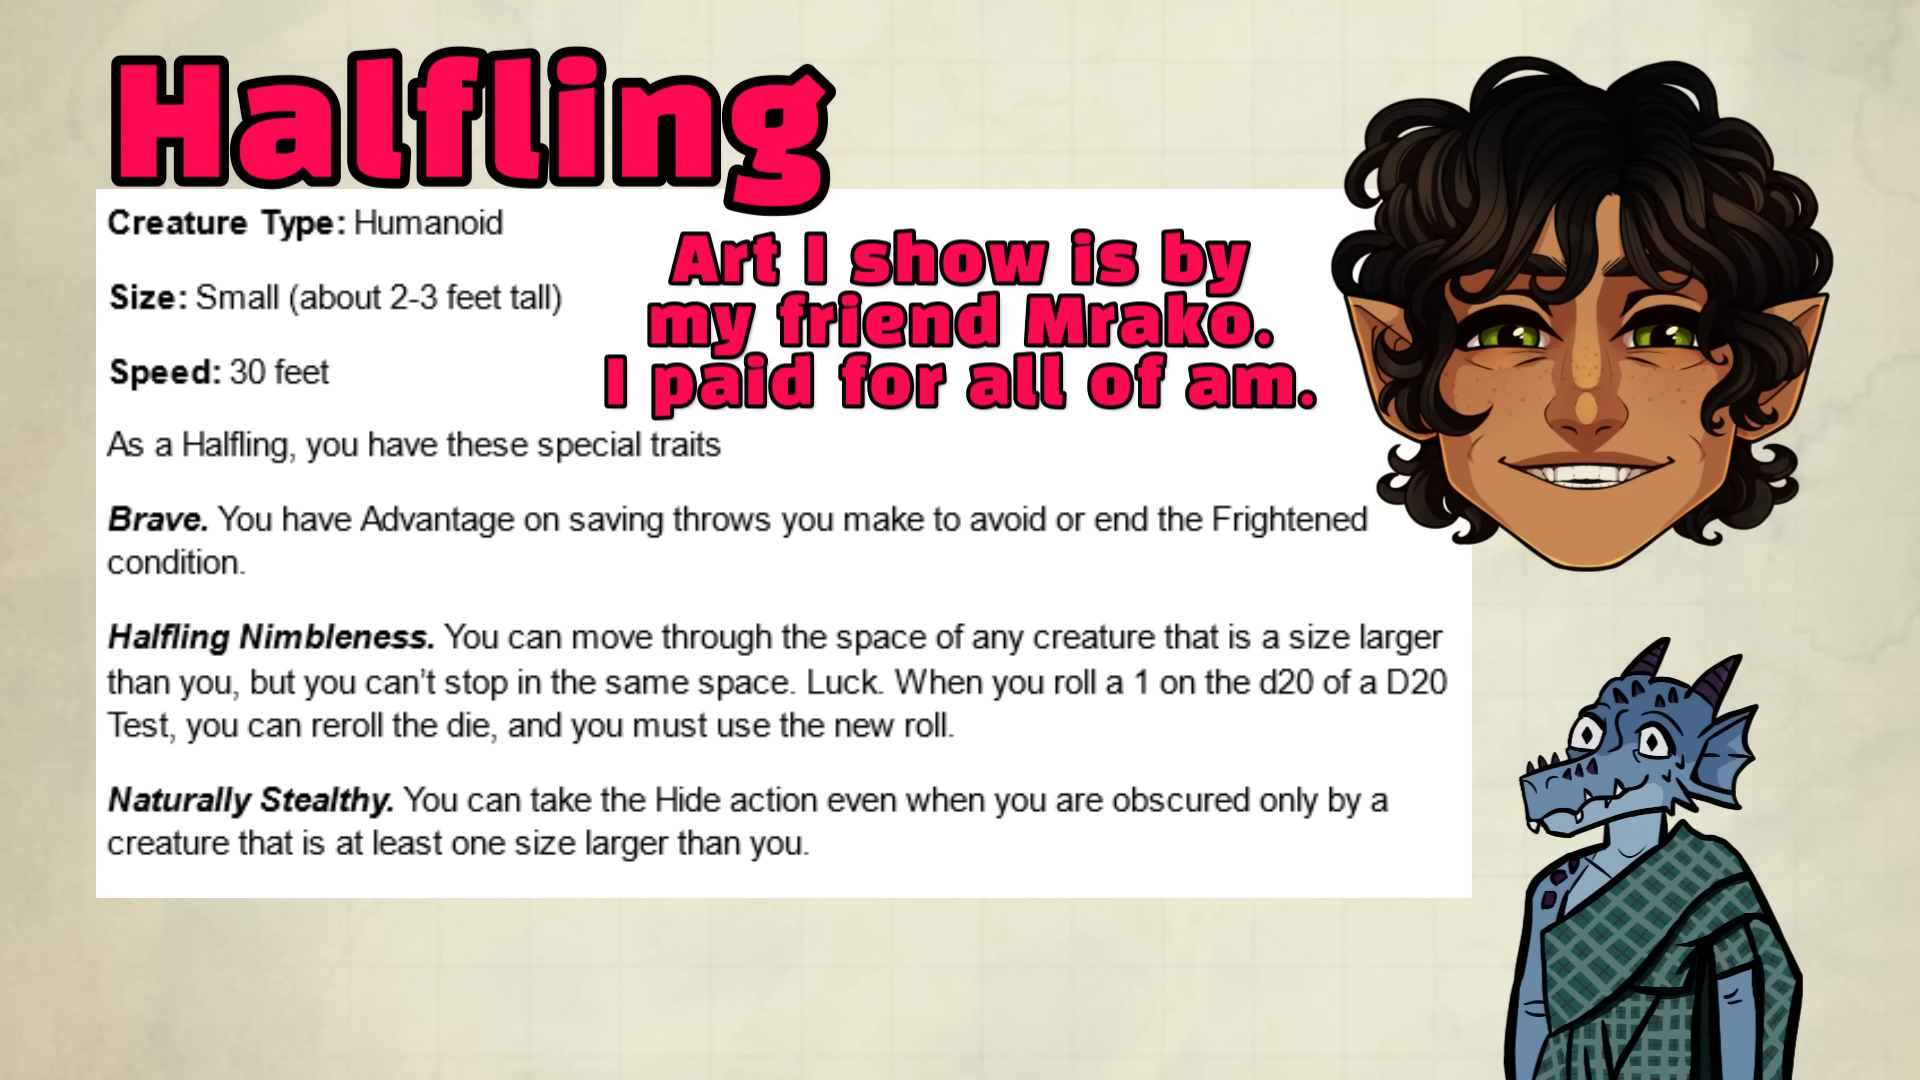 Halfling
Creature Type: Humanoid
Art I show is by
my friend Mrako.
I paid for all of am.
Size: Small (about 2-3 feet tall)
Speed: 30 feet
As a Halfling, you have these special traits
Brave. You have Advantage on saving throws you make to avoid or end the Frightened
condition.
Halfling Nimbleness. You can move through the space of any creature that is a size larger
than you, but you can't stop in the same space. Luck. When you roll a 1 on the d20 of a D20
Test, you can reroll the die, and you must use the new roll.
Naturally Stealthy. You can take the Hide action even when you are obscured only by a
creature that is at least one size larger than you.